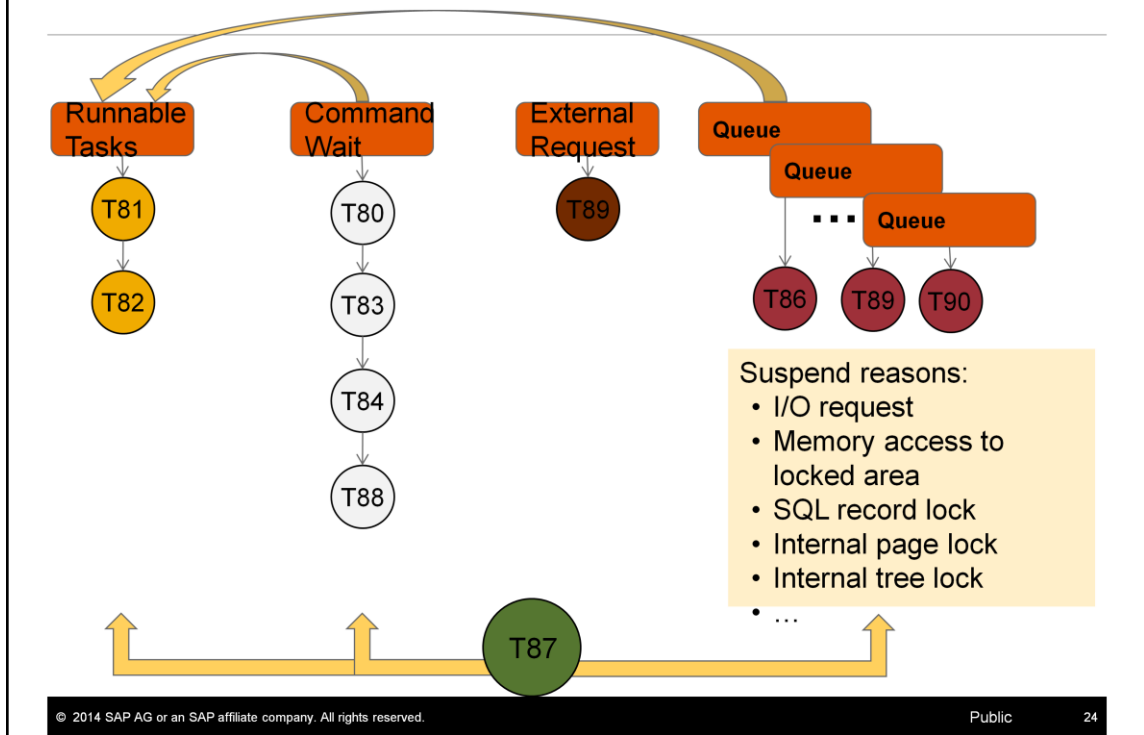 Runnable
Tasks
Command
Wait
External
Request
Queue
Queue
...
Queue
T81
T82
T80
T83
T84
T88
T89
T86
T89
T90
Suspend reasons:
• I/O request
• Memory access to
locked area
• SQL record lock
• Internal page lock
• Internal tree lock
• ...
T87
© 2014 SAP AG or an SAP affiliate company. All rights reserved.
Public
24